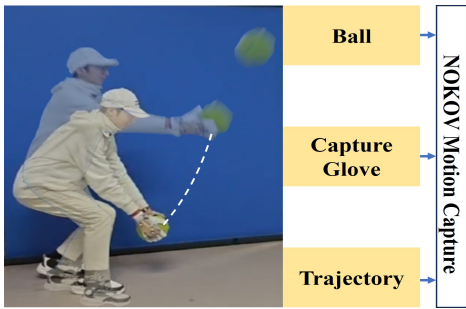 Ball
Capture
Glove
Trajectory
NOKOV Motion Capture